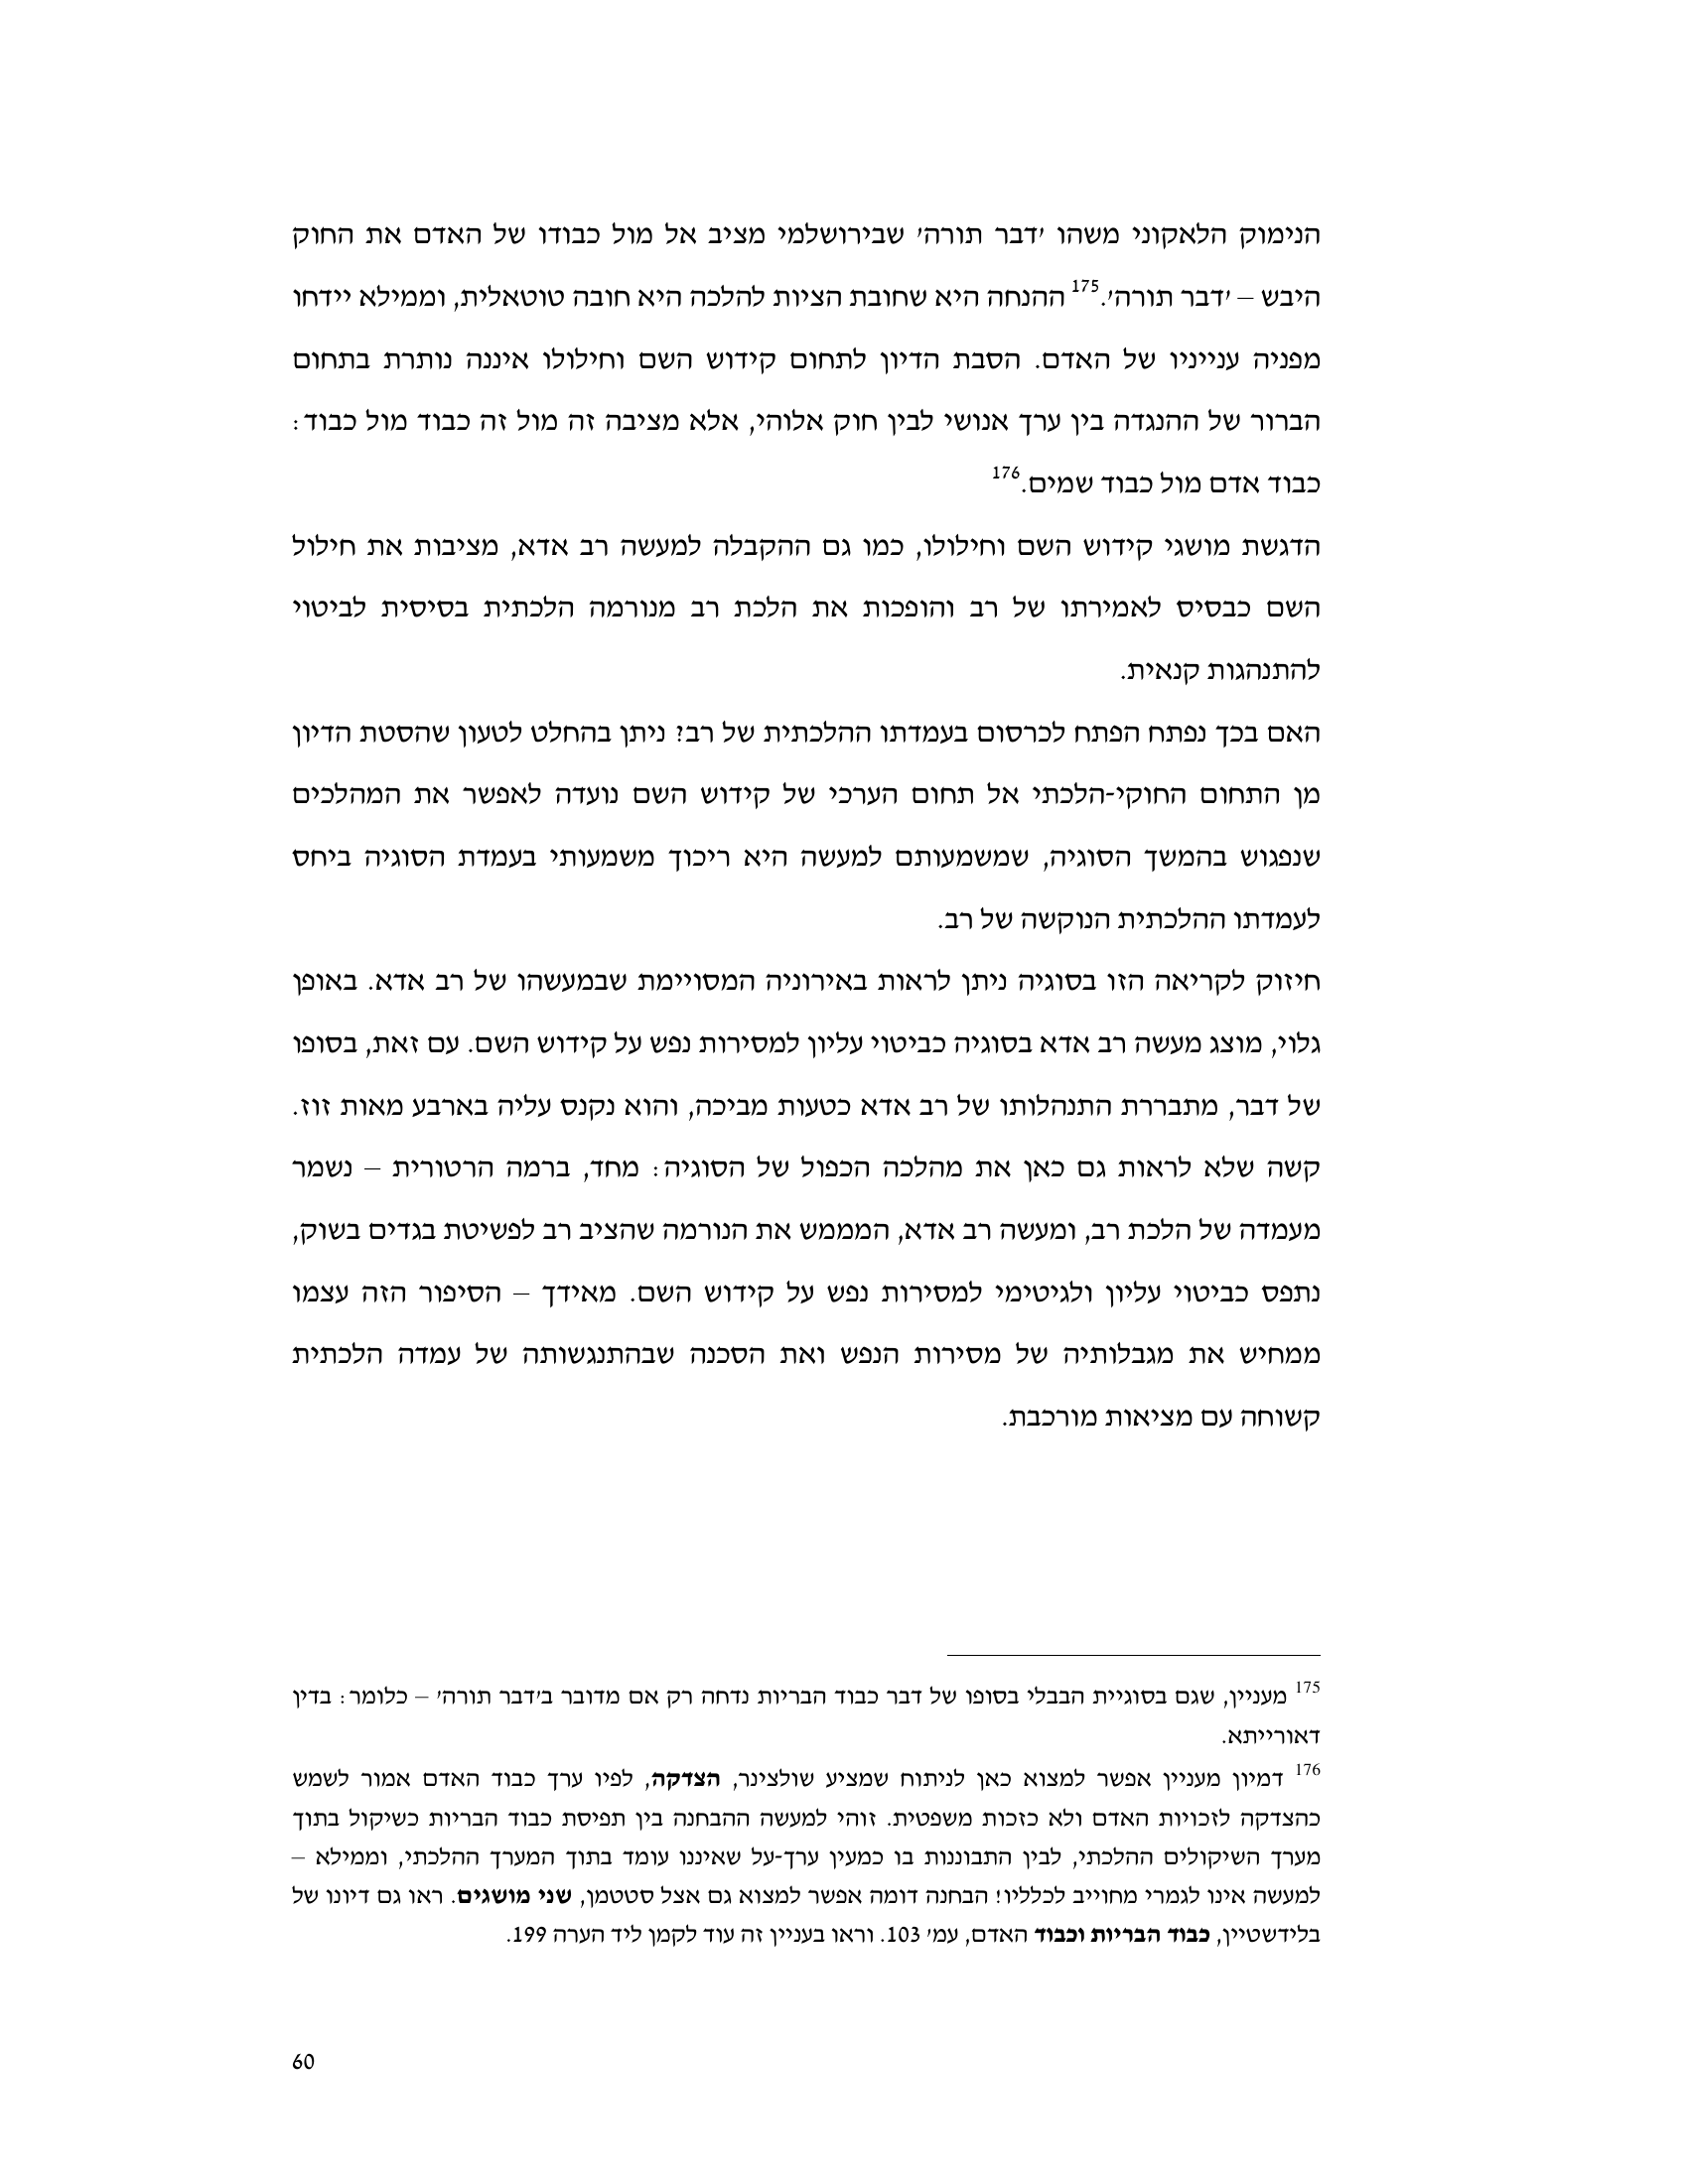 הנימוק הלאקוני משהו 'דבר תורה' שבירושלמי מציב אל מול כבודו של האדם את החוק
היבש – 'דבר תורה'.175 ההנחה היא שחובת הציות להלכה היא חובה טוטאלית, וממילא יידחו
מפניה ענייניו של האדם. הסבת הדיון לתחום קידוש השם וחילולו איננה נותרת בתחום
הברור של ההנגדה בין ערך אנושי לבין חוק אלוהי, אלא מציבה זה מול זה כבוד מול כבוד:
כבוד אדם מול כבוד שמים.176
הדגשת מושגי קידוש השם וחילולו, כמו גם ההקבלה למעשה רב אדא, מציבות את חילול
השם כבסיס לאמירתו של רב והופכות את הלכת רב מנורמה הלכתית בסיסית לביטוי
להתנהגות קנאית.
האם בכך נפתח הפתח לכרסום בעמדתו ההלכתית של רב? ניתן בהחלט לטעון שהסטת הדיון
מן התחום החוקי-הלכתי אל תחום הערכי של קידוש השם נועדה לאפשר את המהלכים
שנפגוש בהמשך הסוגיה, שמשמעותם למעשה היא ריכוך משמעותי בעמדת הסוגיה ביחס
לעמדתו ההלכתית הנוקשה של רב.
חיזוק לקריאה הזו בסוגיה ניתן לראות באירוניה המסויימת שבמעשהו של רב אדא. באופן
גלוי, מוצג מעשה רב אדא בסוגיה כביטוי עליון למסירות נפש על קידוש השם. עם זאת, בסופו
של דבר, מתבררת התנהלותו של רב אדא כטעות מביכה, והוא נקנס עליה בארבע מאות זוז.
קשה שלא לראות גם כאן את מהלכה הכפול של הסוגיה: מחד, ברמה הרטורית – נשמר
מעמדה של הלכת רב, ומעשה רב אדא, המממש את הנורמה שהציב רב לפשיטת בגדים בשוק,
נתפס כביטוי עליון ולגיטימי למסירות נפש על קידוש השם. מאידך – הסיפור הזה עצמו
ממחיש את מגבלותיה של מסירות הנפש ואת הסכנה שבהתנגשותה של עמדה הלכתית
קשוחה עם מציאות מורכבת.
175 מעניין, שגם בסוגיית הבבלי בסופו של דבר כבוד הבריות נדחה רק אם מדובר ב'דבר תורה' – כלומר: בדין
דאורייתא.
176 דמיון מעניין אפשר למצוא כאן לניתוח שמציע שולצינר, הצדקה, לפיו ערך כבוד האדם אמור לשמש
כהצדקה לזכויות האדם ולא כזכות משפטית. זוהי למעשה ההבחנה בין תפיסת כבוד הבריות כשיקול בתוך
מערך השיקולים ההלכתי, לבין התבוננות בו כמעין ערך-על שאיננו עומד בתוך המערך ההלכתי, וממילא –
למעשה אינו לגמרי מחוייב לכלליו! הבחנה דומה אפשר למצוא גם אצל סטטמן, שני מושגים. ראו גם דיונו של
בלידשטיין, כבוד הבריות וכבוד האדם, עמ' 103. וראו בעניין זה עוד לקמן ליד הערה 199.
60